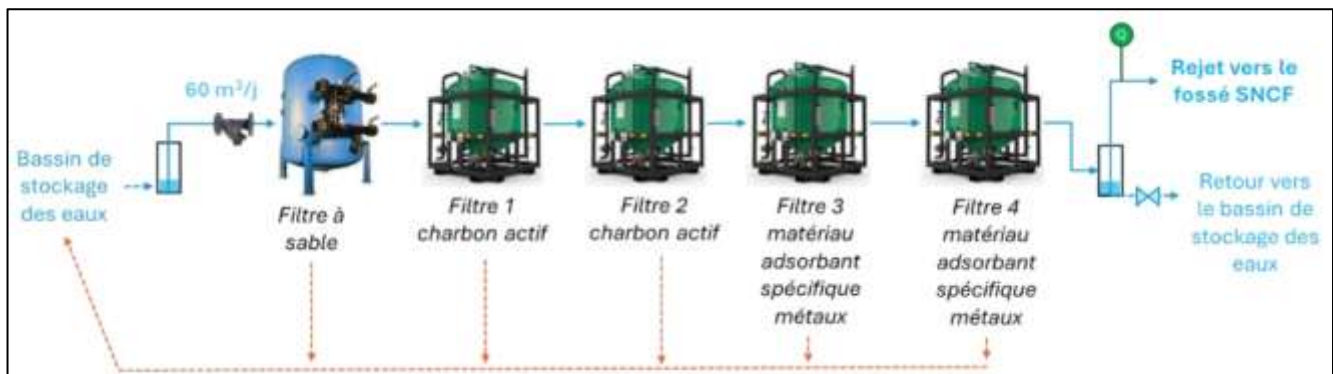 Q
60 m³/j
Rejet vers le
fossé SNCF
Bassin de
stockage
des eaux
Filtre à
sable
Filtre 1
charbon actif
Filtre 2
charbon actif
Filtre 3
matériau
adsorbant
spécifique
métaux
Filtre 4
matériau
adsorbant
spécifique
métaux
Retour vers
le bassin de
stockage des
eaux